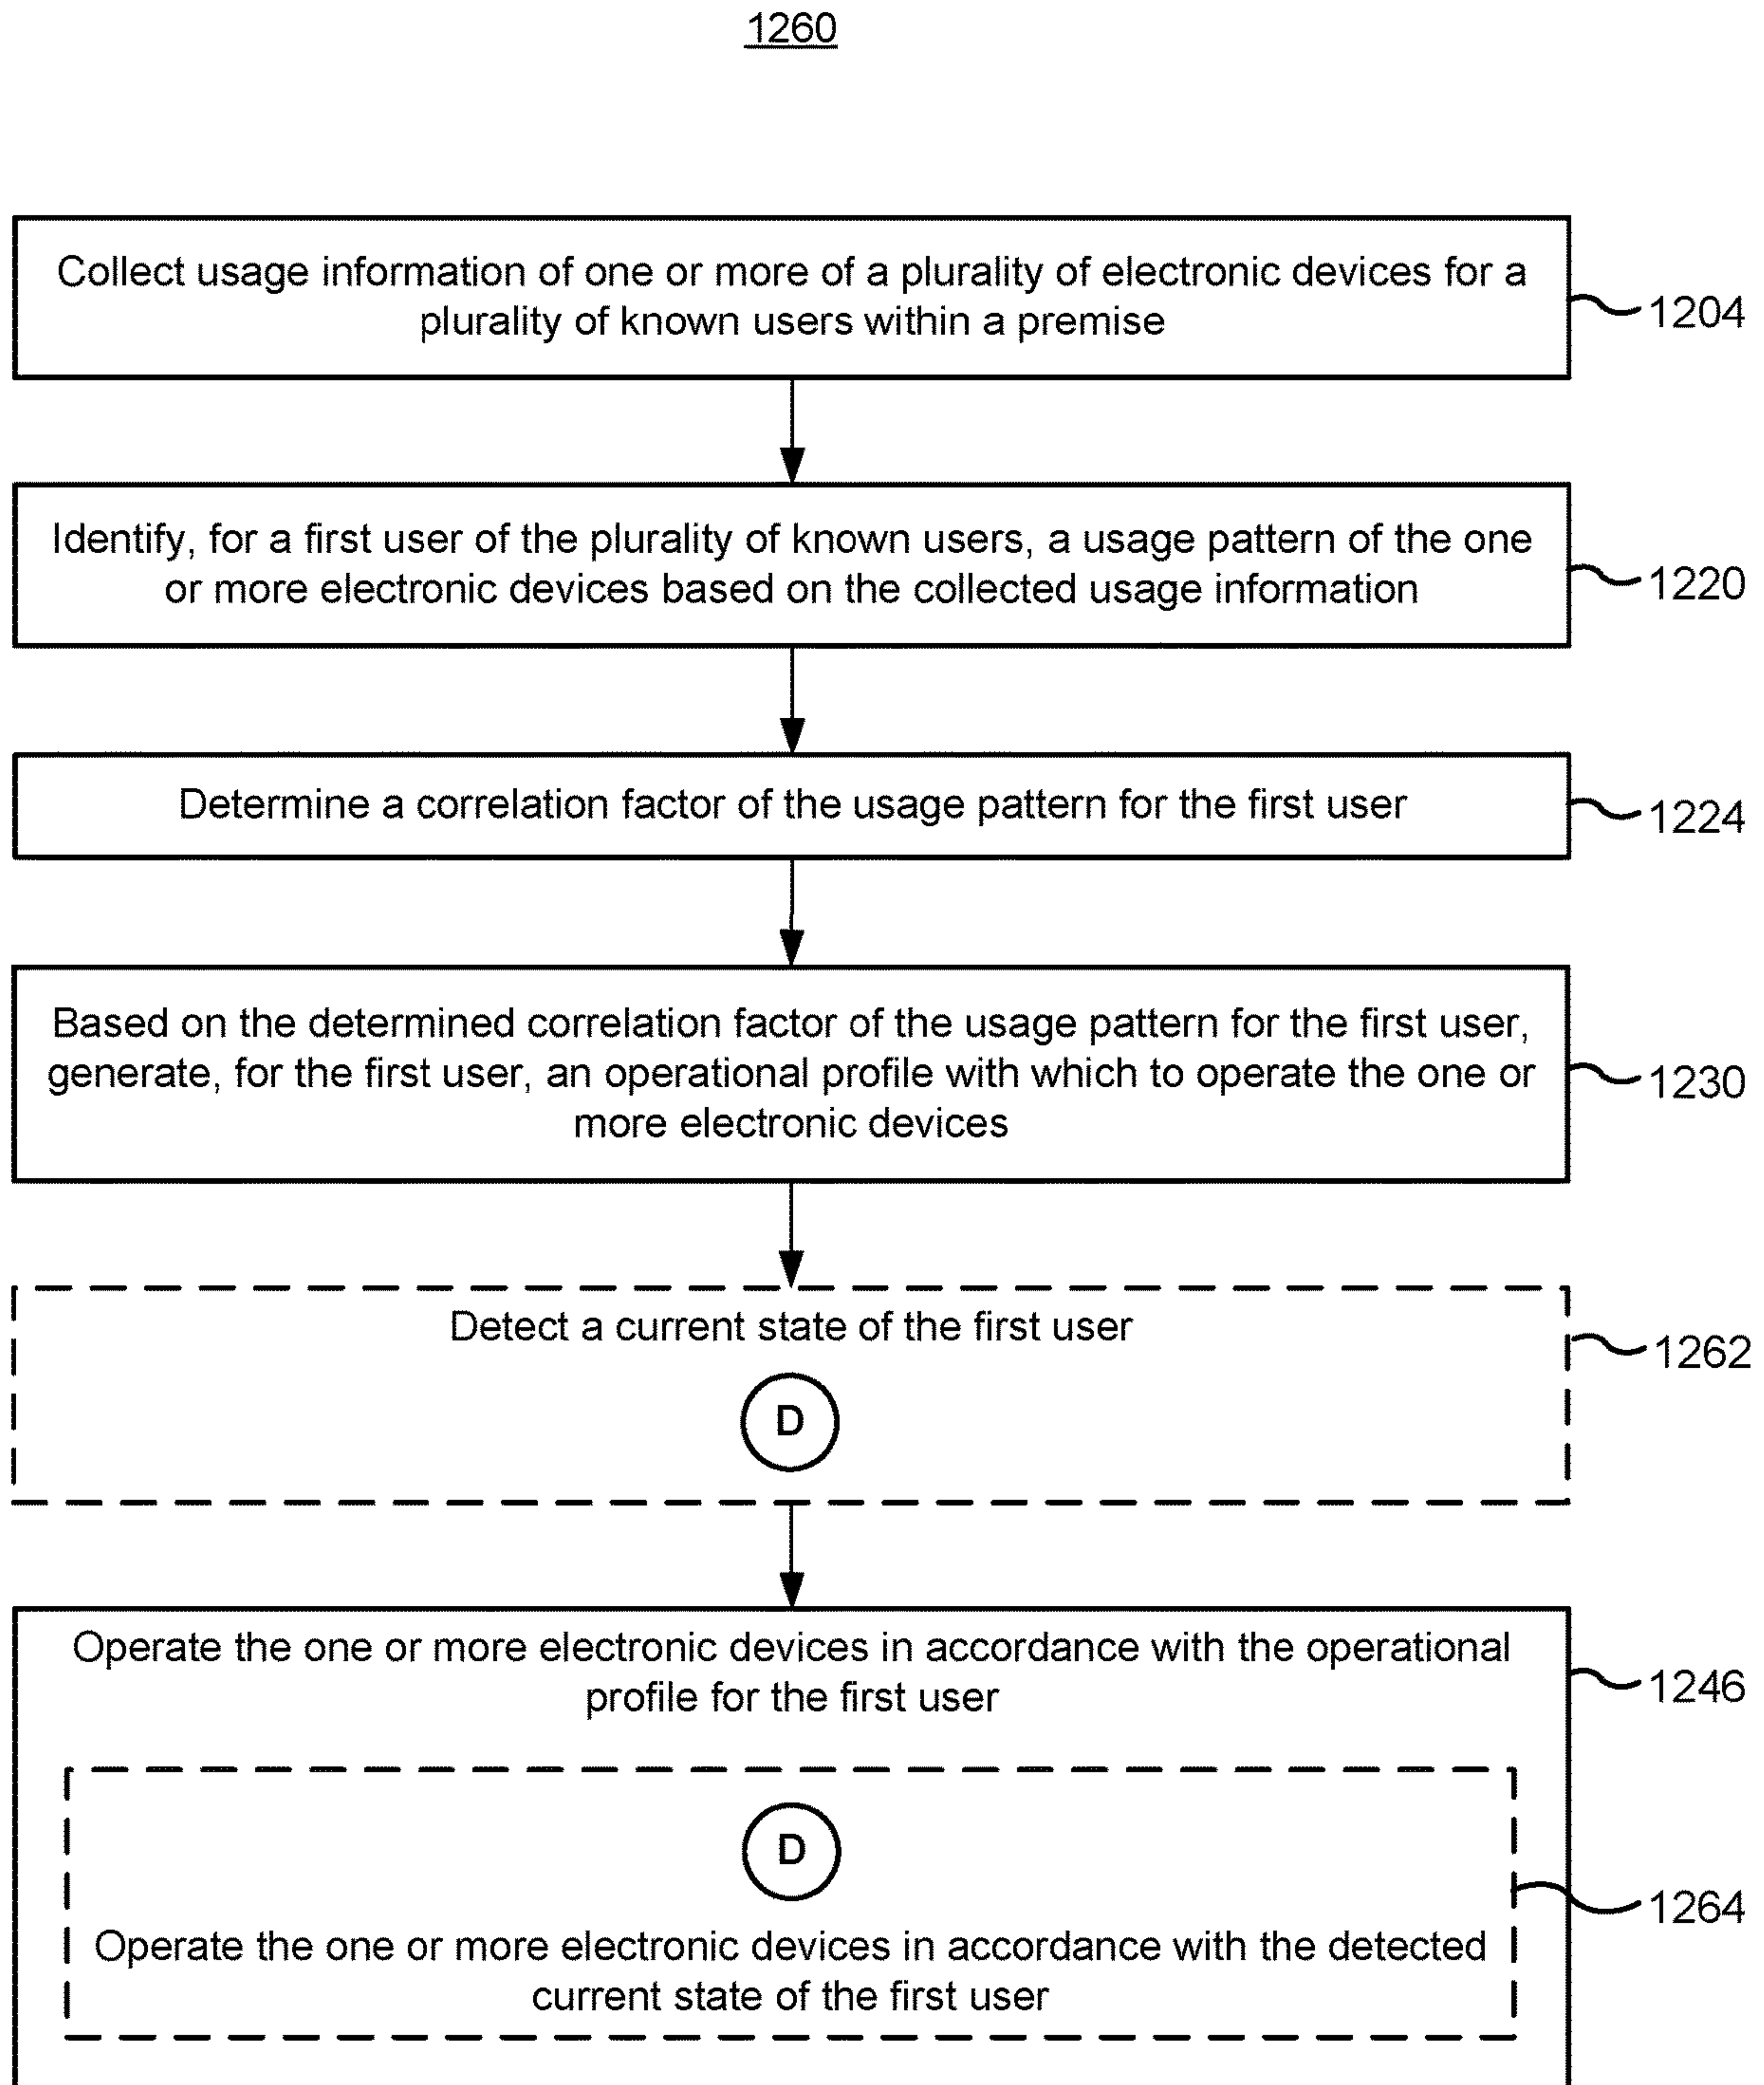 1260
Collect usage information of one or more of a plurality of electronic devices for a
plurality of known users within a premise
1204
Identify, for a first user of the plurality of known users, a usage pattern of the one
or more electronic devices based on the collected usage information
1220
Determine a correlation factor of the usage pattern for the first user
1224
Based on the determined correlation factor of the usage pattern for the first user,
generate, for the first user, an operational profile with which to operate the one or
more electronic devices
1230
Detect a current state of the first user
D
1262
Operate the one or more electronic devices in accordance with the operational
profile for the first user
1246
D
Operate the one or more electronic devices in accordance with the detected
current state of the first user
1264